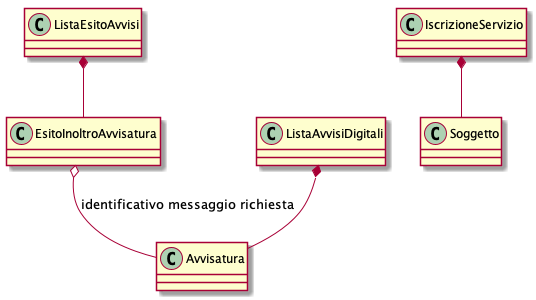 C ListaEsitoAvvisi
C IscrizioneServizio
C EsitoInoltroAvvisatura
C ListaAvvisiDigitali
C Soggetto
identificativo messaggio richiesta
C Avvisatura